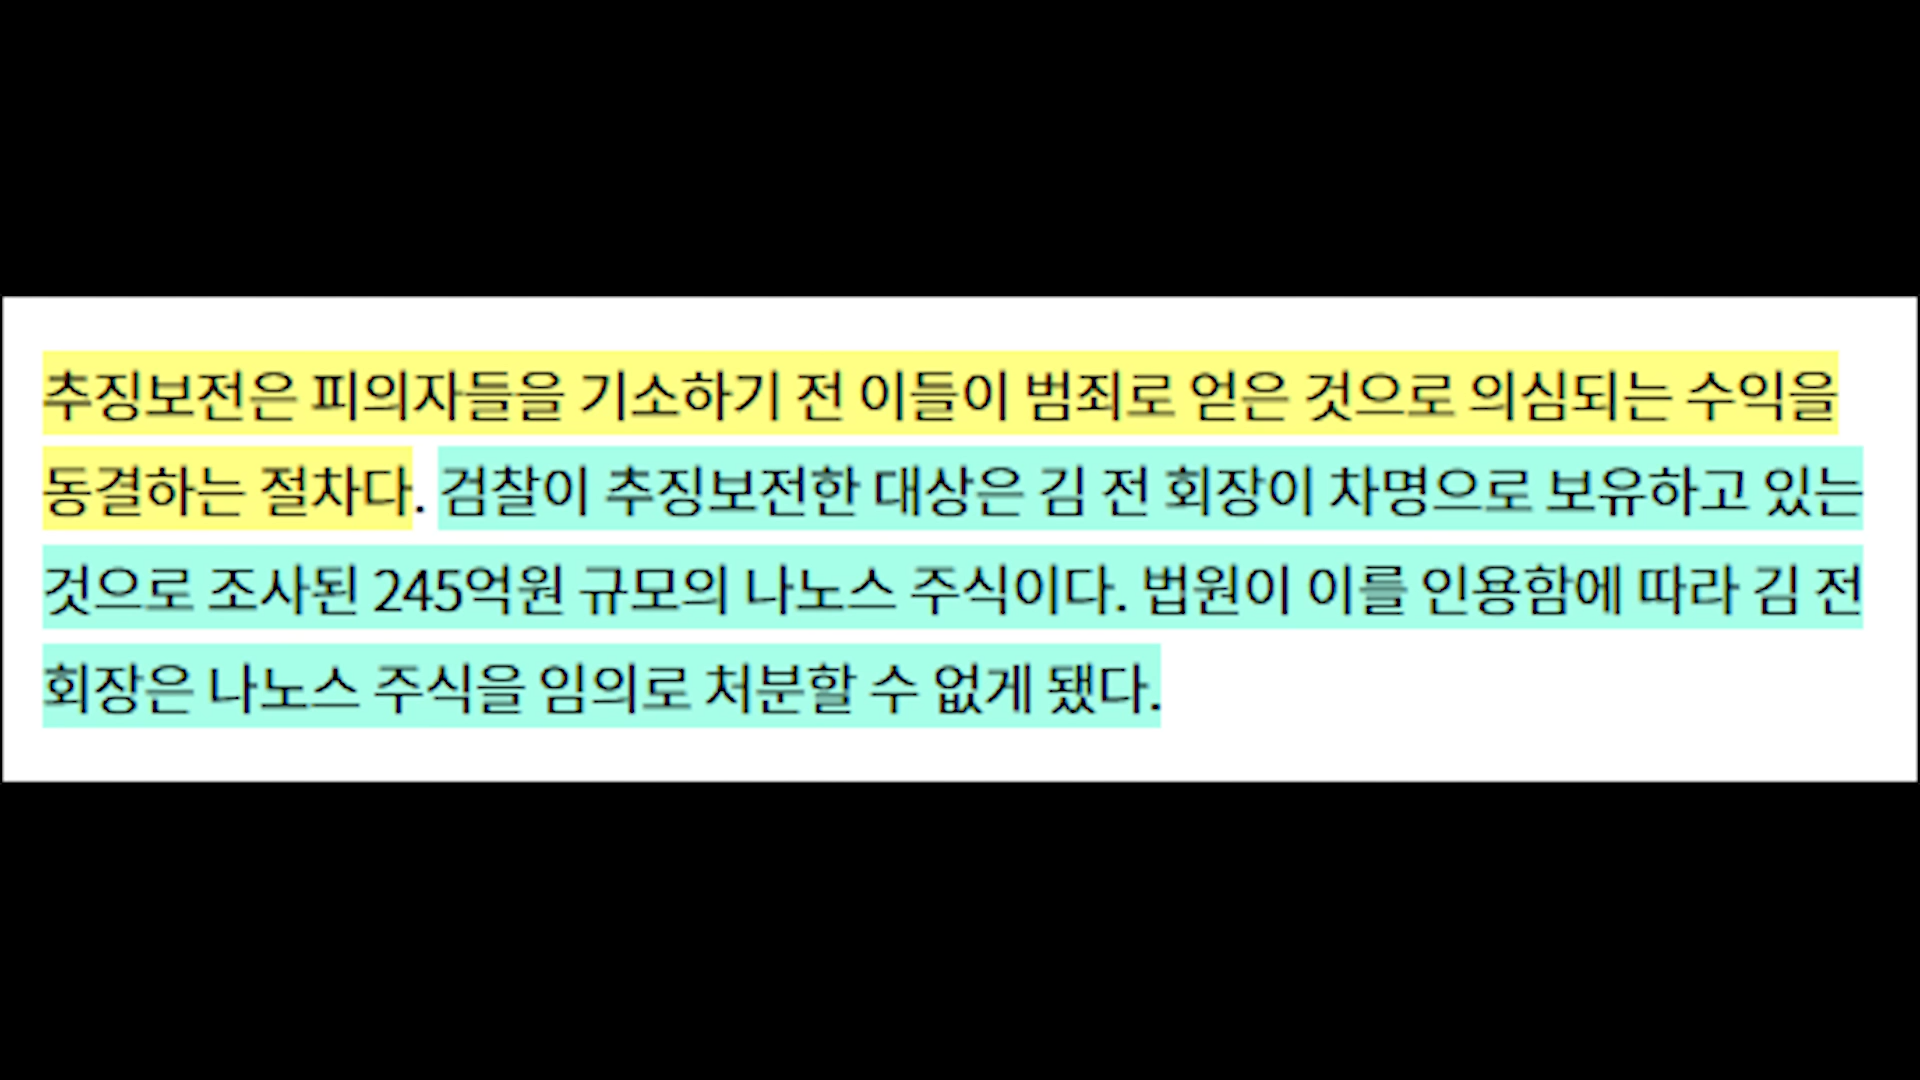 추징보전은 피의자들을 기소하기 전 이들이 범죄로 얻은 것으로 의심되는 수익을
동결하는 절차다. 검찰이 추징보전한 대상은 김 전 회장이 차명으로 보유하고 있는
것으로 조사된 245억원 규모의 나노스 주식이다. 법원이 이를 인용함에 따라 김 전
회장은 나노스 주식을 임의로 처분할 수 없게 됐다.